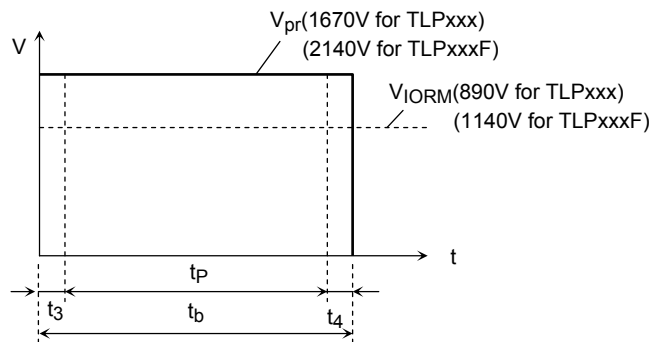 Vpr(1670V for TLPxxx)
(2140V for TLPxxxF)
V
VIORM(890V for TLPxxx)
(1140V for TLPxxxF)
t
tP
t3
tb
t4